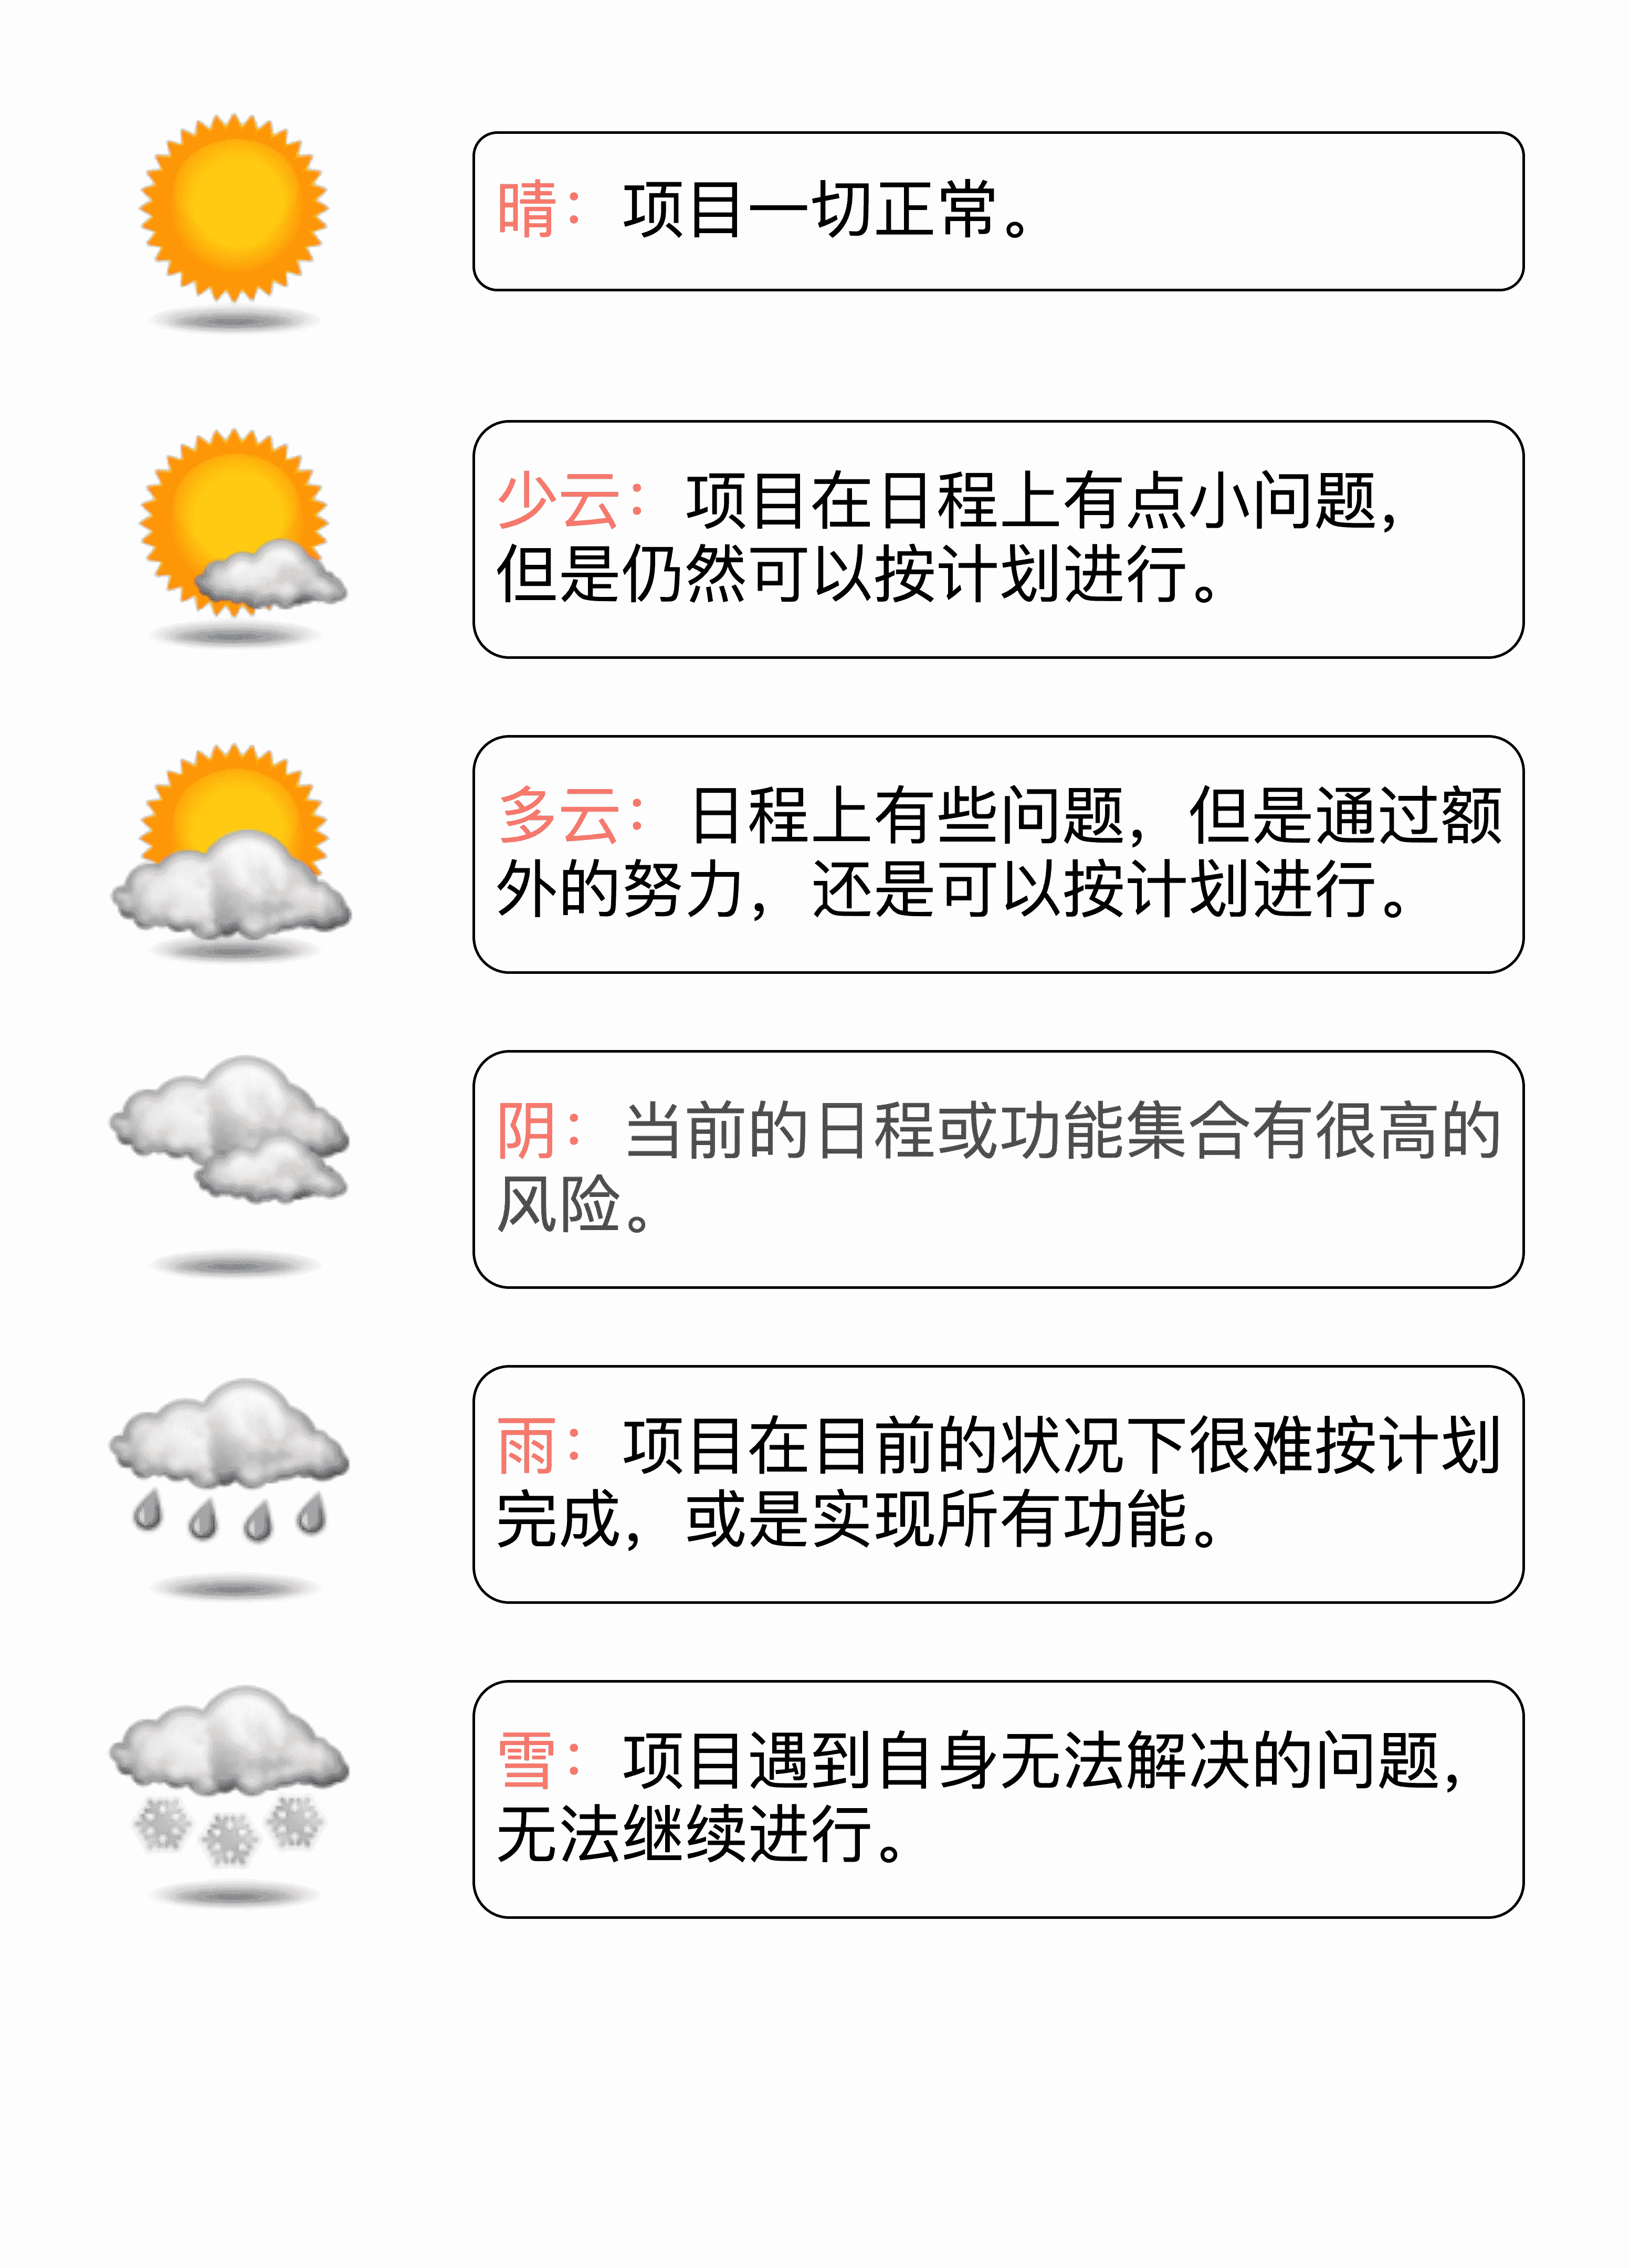 晴：项目一切正常。
少云：项目在日程上有点小问题，
但是仍然可以按计划进行。
多云：日程上有些问题，但是通过额
外的努力，还是可以按计划进行。
阴：当前的日程或功能集合有很高的
风险。
雨：项目在目前的状况下很难按计划
完成，或是实现所有功能。
雪：项目遇到自身无法解决的问题，
无法继续进行。